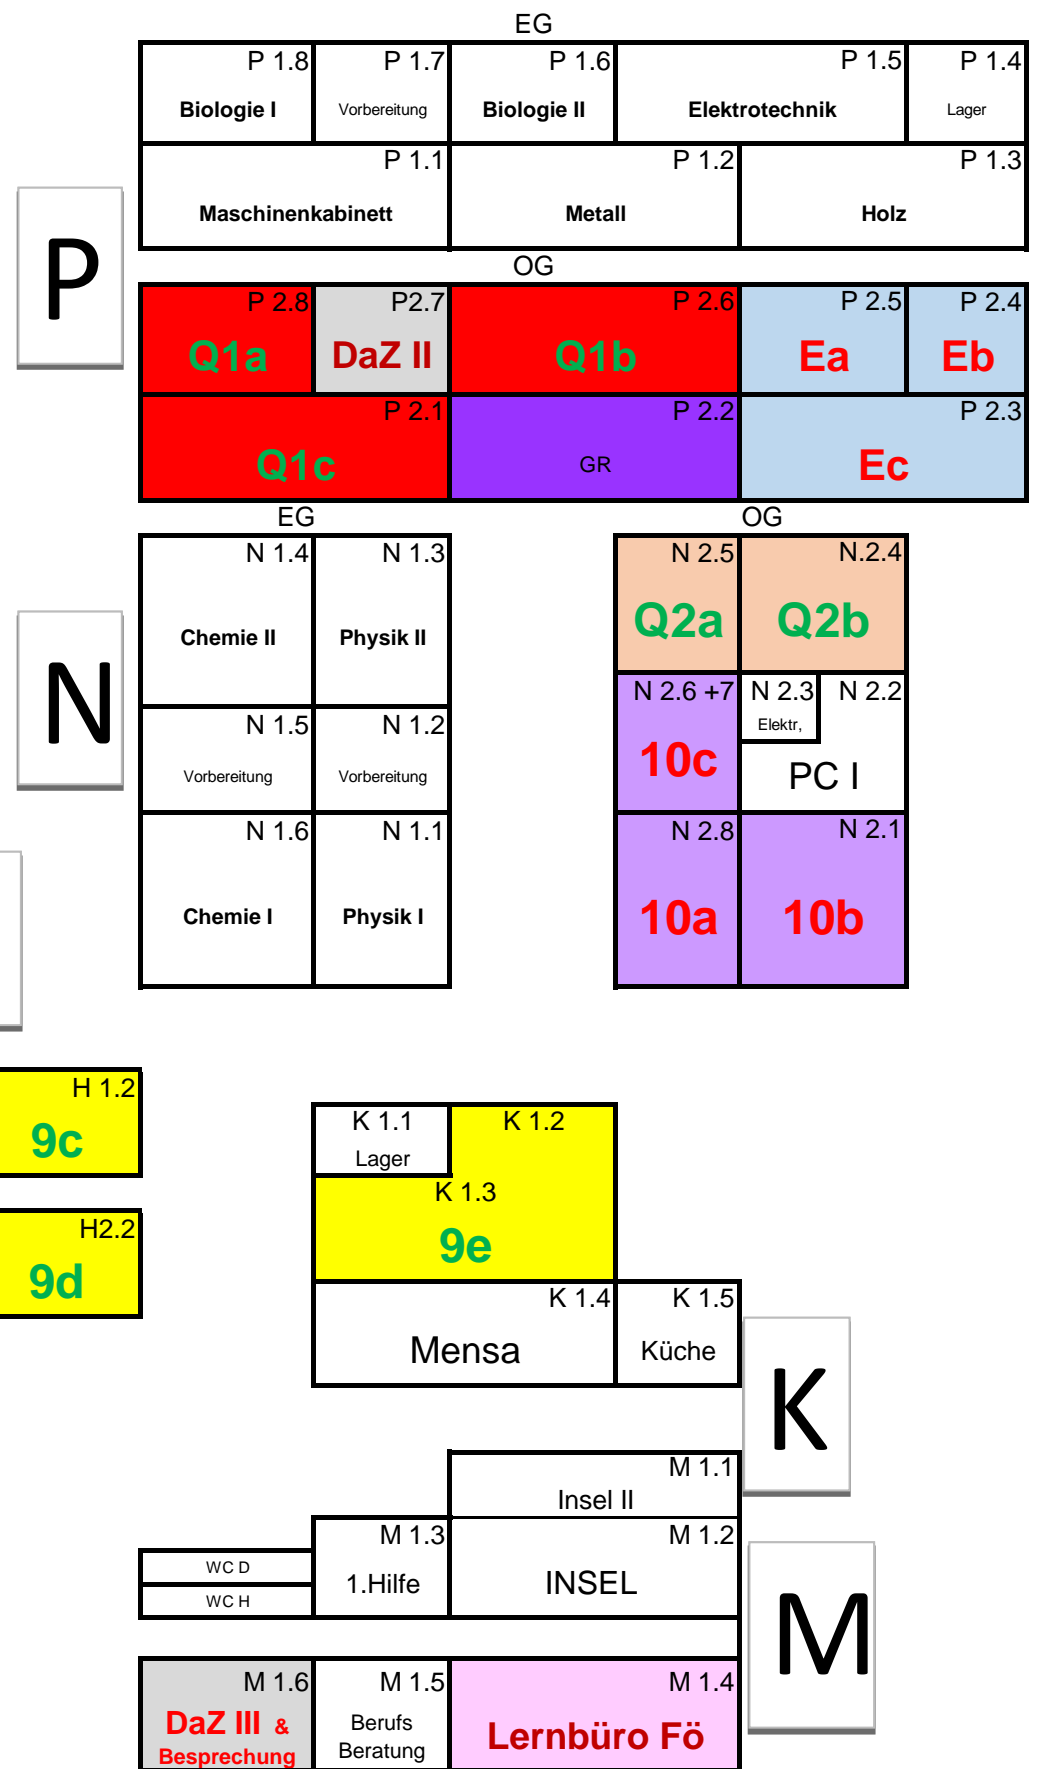 EG
P 1.8 P 1.7 P 1.6 P 1.5 P 1.4
Biologie I Vorbereitung Biologie II Elektrotechnik Lager
P 1.1 P 1.2 P 1.3
Maschinenkabinett Metall Holz
P
OG
P 2.8 P2.7 P 2.6 P 2.5 P 2.4
Q1a DaZ II Q1b Ea Eb
P 2.1 P 2.2 P 2.3
Q1c GR Ec
EG OG
N 1.4 N 1.3 N 2.5 N.2.4
Chemie II Physik II Q2a Q2b
N
N 2.6 +7 N 2.3 N 2.2
N 1.5 N 1.2 Elektr,
Vorbereitung Vorbereitung 10c PC I
N 1.6 N 1.1 N 2.8 N 2.1
Chemie I Physik I 10a 10b
H 1.2
9c
K 1.1 K 1.2
Lager
K 1.3
9e
H2.2
9d
K 1.4 K 1.5
Mensa Küche
K
M 1.1
Insel II
M 1.3 M 1.2
WC D
1.Hilfe INSEL
WC H
M
M 1.6 M 1.5 M 1.4
DaZ III & Berufs Lernbüro Fö
Besprechung Beratung